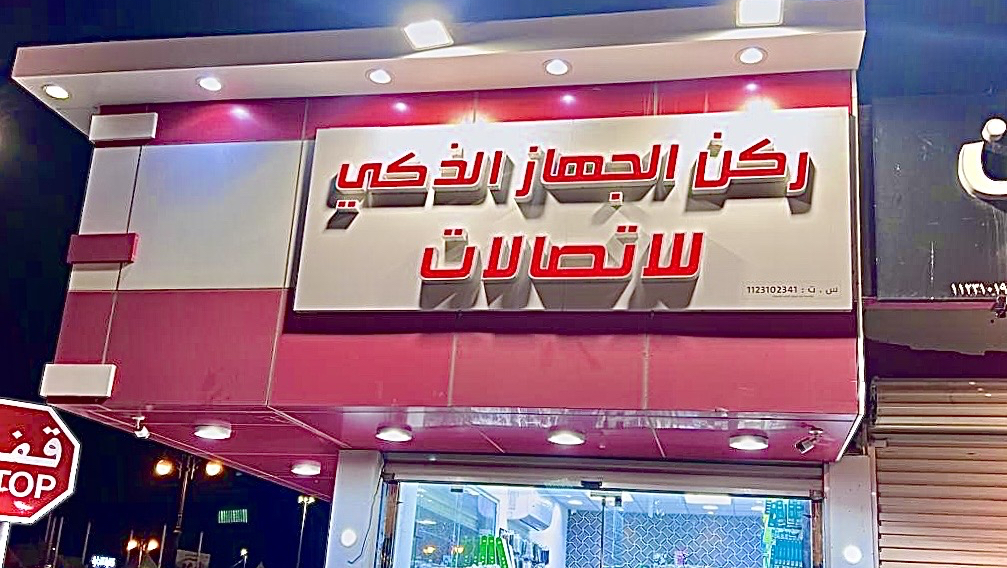 ركن الجهاز الذكي
للاتصالات
س . ت : 1123102341
قف
STOP